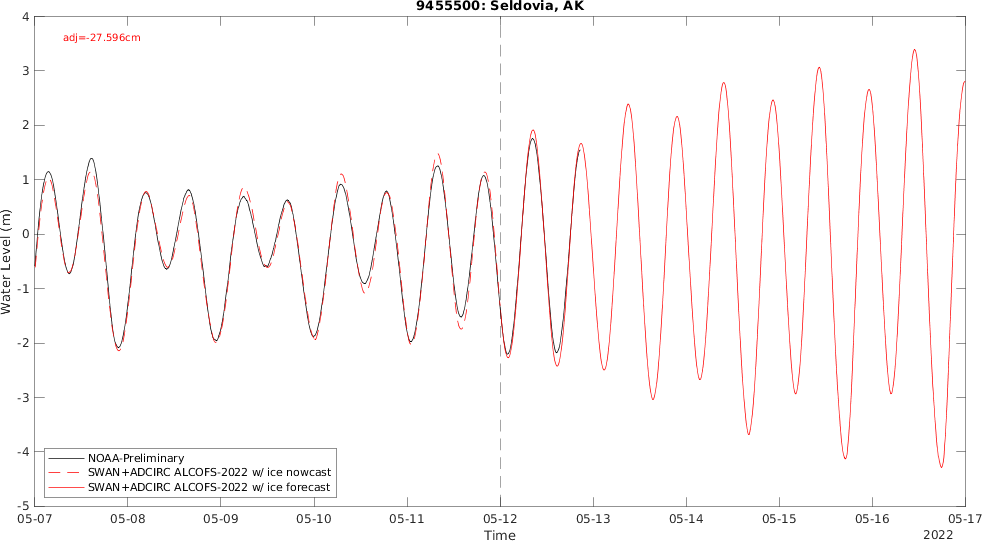 9455500: Seldovia, AK
adj=-27.596cm
4
3
2
1
0
-1
-2
-3
-4
-5
Water Level (m)
NOAA-Preliminary
SWAN+ADCIRC ALCOFS-2022 w/ ice nowcast
SWAN+ADCIRC ALCOFS-2022 w/ ice forecast
05-07 05-08 05-09 05-10 05-11 05-12 05-13 05-14 05-15 05-16 05-17
Time
2022